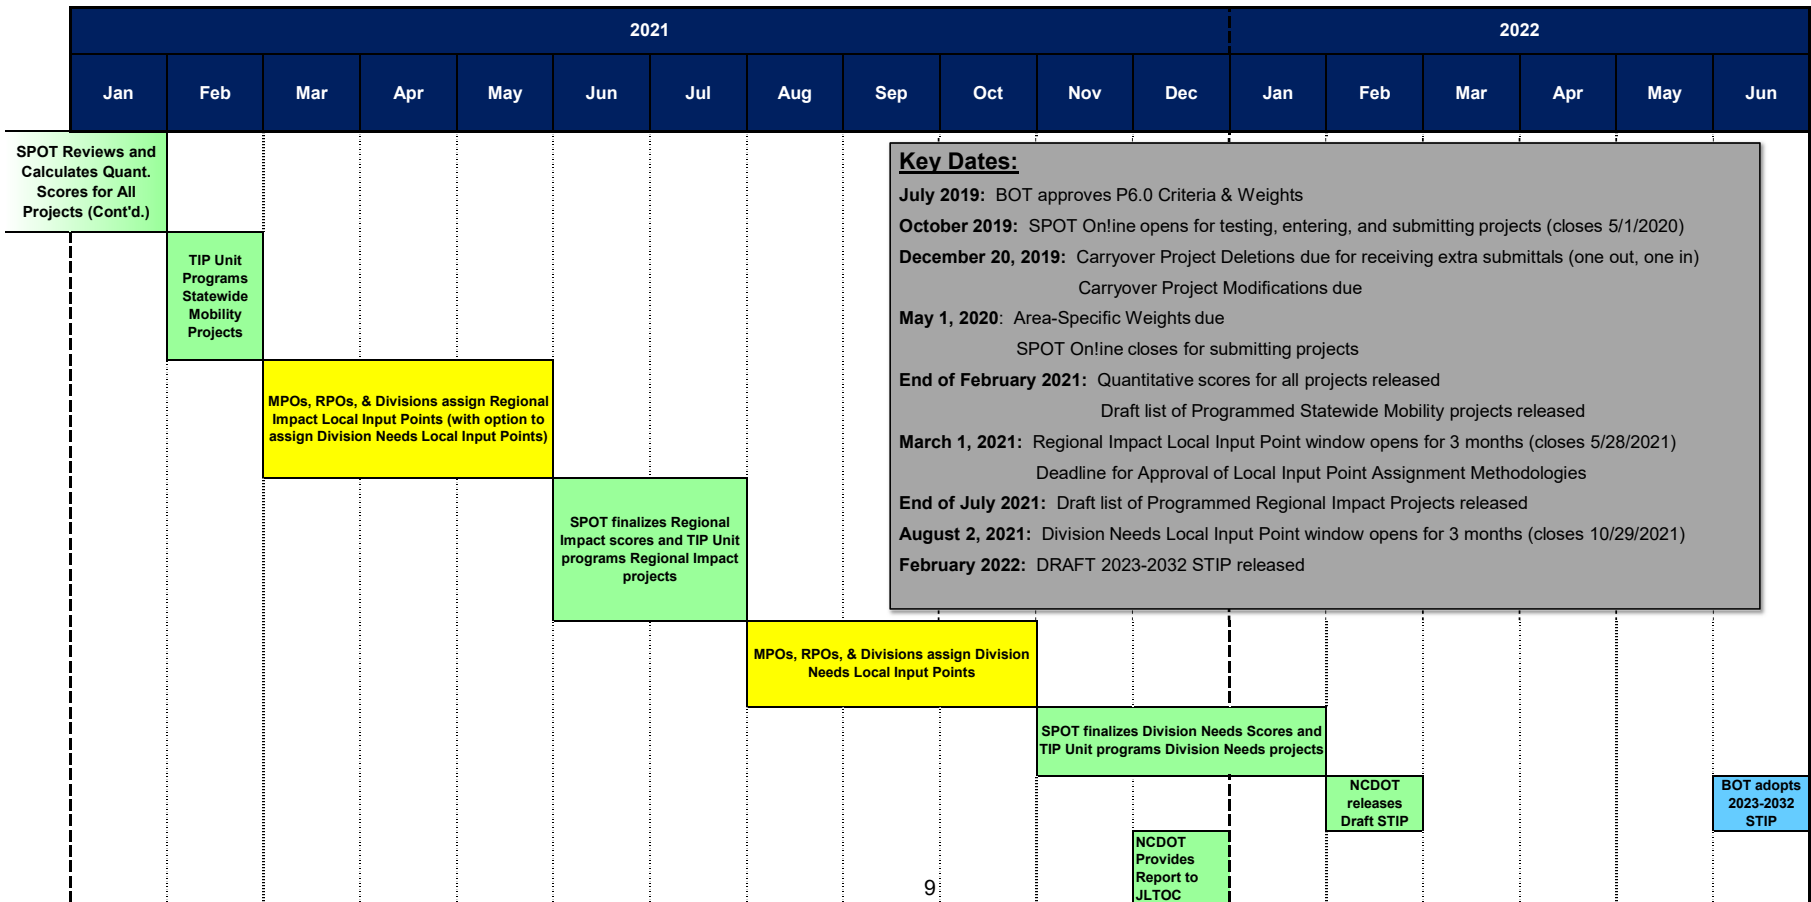 2021
2022
Jan
Feb
Mar
Apr
May
Jun
Jul
Aug
Sep
Oct
Nov
Dec
Jan
Feb
Mar
Apr
May
Jun
SPOT Reviews and
Calculates Quant.
Scores for All
Projects (Cont'd.)
TIP Unit
Programs
Statewide
Mobility
Projects
MPOs, RPOs, & Divisions assign Regional
Impact Local Input Points (with option to
assign Division Needs Local Input Points)
SPOT finalizes Regional
Impact scores and TIP Unit
programs Regional Impact
projects
Key Dates:
July 2019: BOT approves P6.0 Criteria & Weights
October 2019: SPOT On!ine opens for testing, entering, and submitting projects (closes 5/1/2020)
December 20, 2019: Carryover Project Deletions due for receiving extra submittals (one out, one in)
Carryover Project Modifications due
May 1, 2020: Area-Specific Weights due
SPOT On!ine closes for submitting projects
End of February 2021: Quantitative scores for all projects released
Draft list of Programmed Statewide Mobility projects released
March 1, 2021: Regional Impact Local Input Point window opens for 3 months (closes 5/28/2021)
Deadline for Approval of Local Input Point Assignment Methodologies
End of July 2021: Draft list of Programmed Regional Impact Projects released
August 2, 2021: Division Needs Local Input Point window opens for 3 months (closes 10/29/2021)
February 2022: DRAFT 2023-2032 STIP released
MPOs, RPOs, & Divisions assign Division
Needs Local Input Points
SPOT finalizes Division Needs Scores and
TIP Unit programs Division Needs projects
NCDOT
releases
Draft STIP
BOT adopts
2023-2032
STIP
NCDOT
Provides
Report to
JLTOC
9